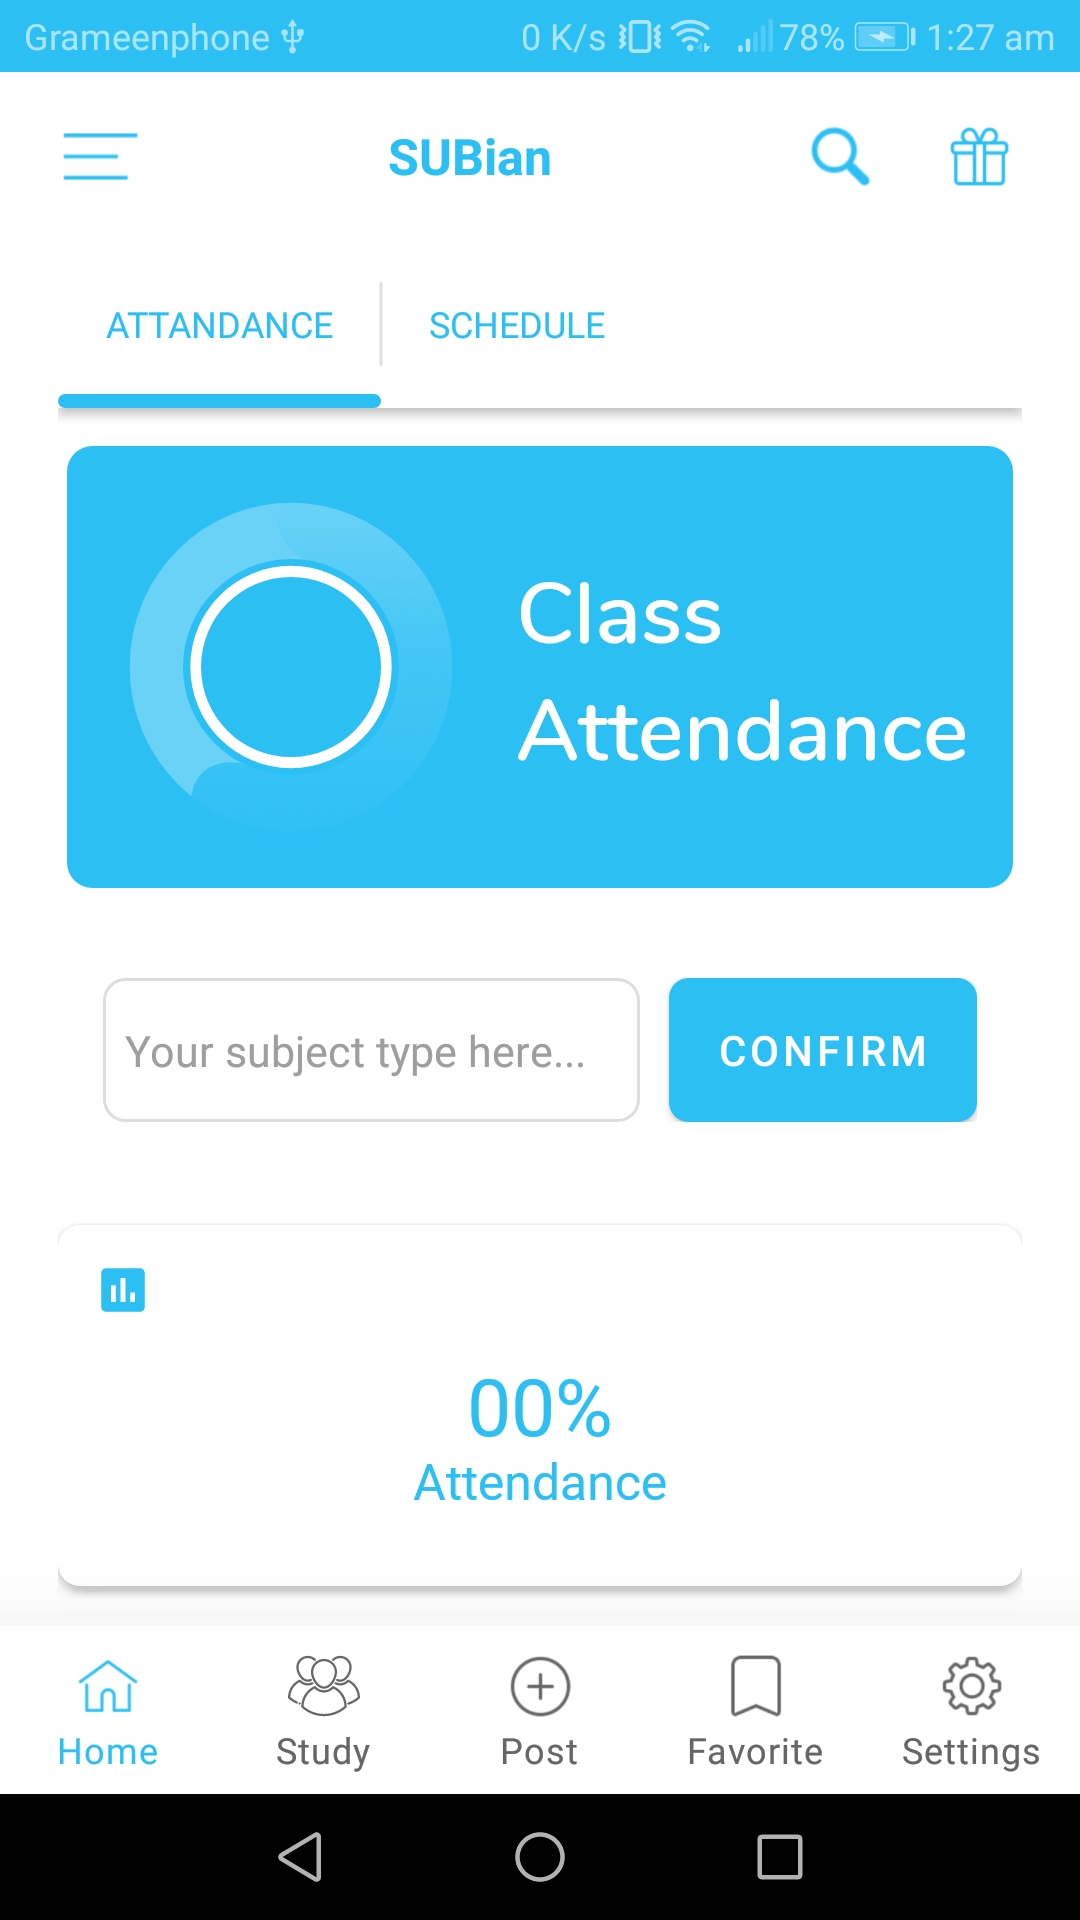 Grameenphone 0 K/s 78% 1:27 am
SUBian
ATTANDANCE SCHEDULE
Class
Attendance
Your subject type here... CONFIRM
00%
Attendance
Home Study Post Favorite Settings